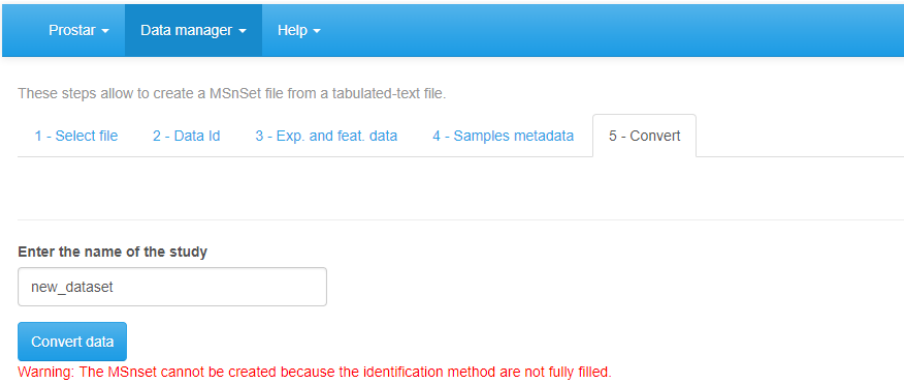 Prostar Data manager Help
These steps allow to create a MSnSet file from a tabulated-text file.
1 - Select file 2 - Data Id 3 - Exp. and feat. data 4 - Samples metadata 5 - Convert
Enter the name of the study
new_dataset
Convert data
Warning: The MSnset cannot be created because the identification method are not fully filled.